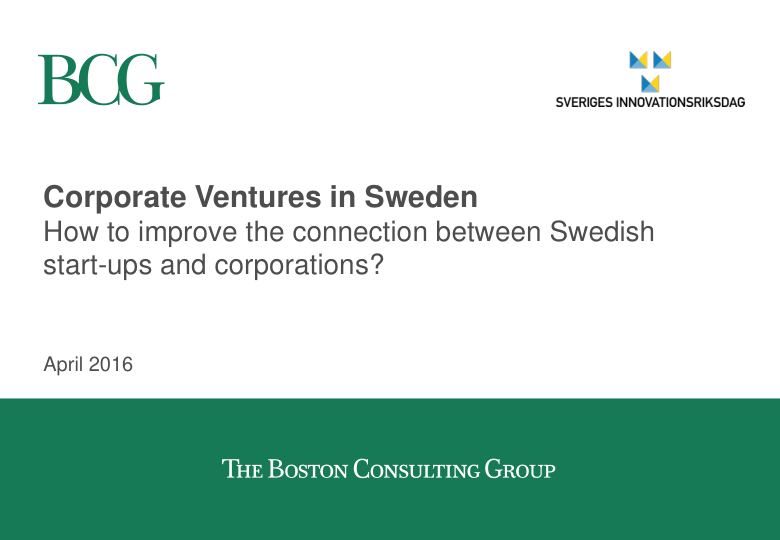 BCG
SVERIGES INNOVATIONSRIKSDAG
Corporate Ventures in Sweden
How to improve the connection between Swedish
start-ups and corporations?
April 2016
THE BOSTON CONSULTING GROUP